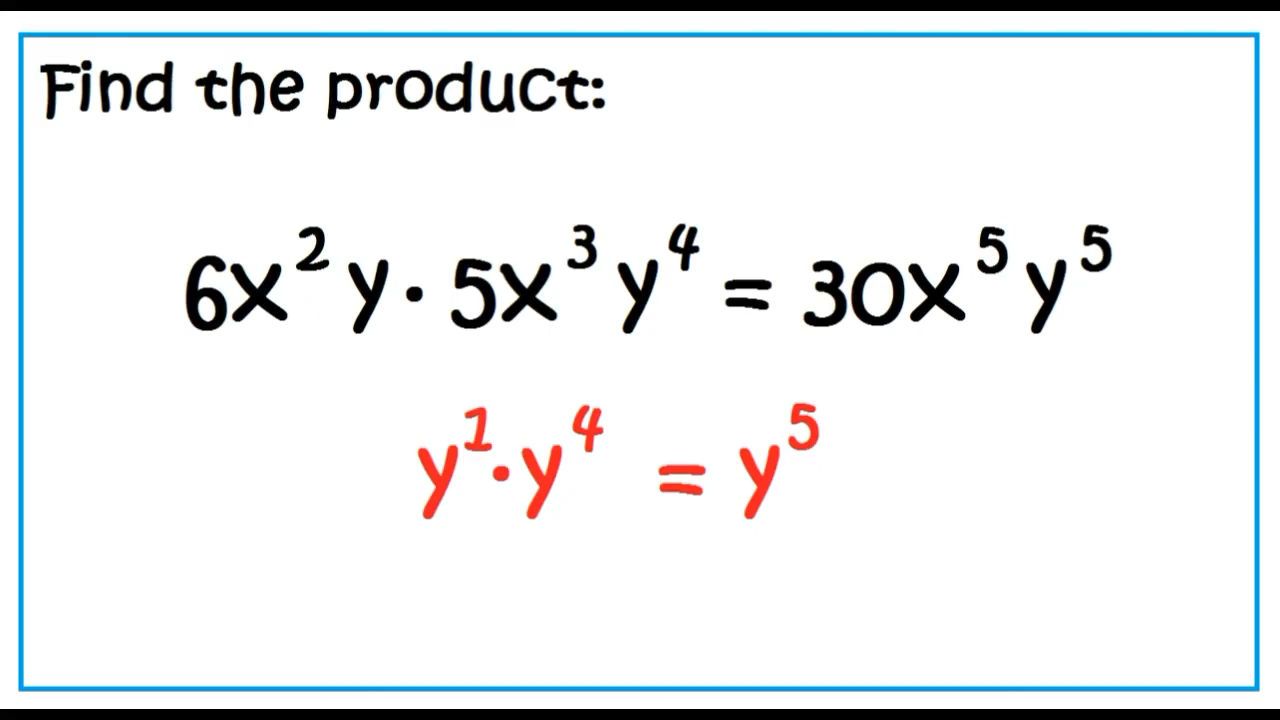 Find the product:
6x²y · 5x³y⁴ = 30x⁵y⁵
y¹ · y⁴ = y⁵